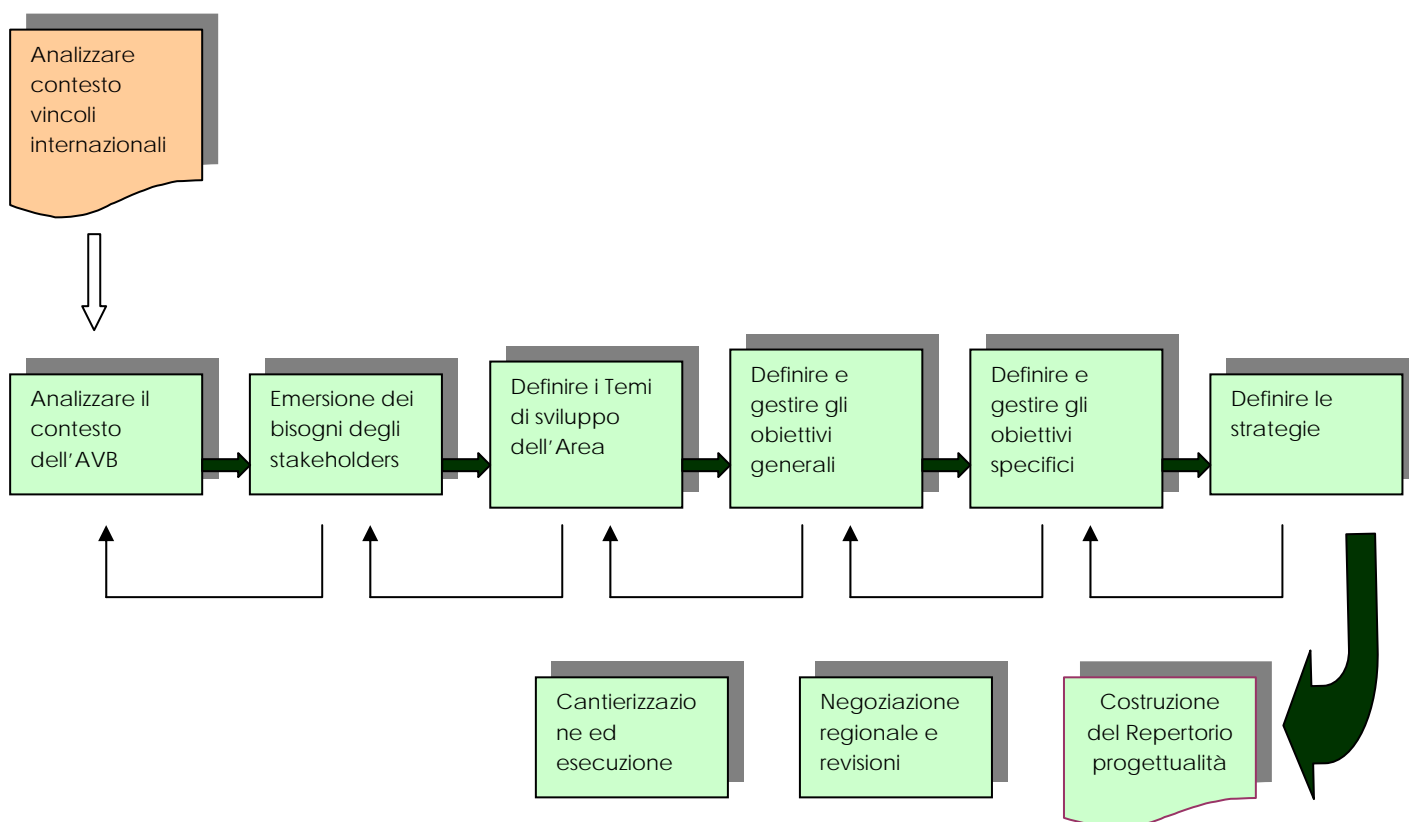 Analizzare
contesto
vincoli
internazionali
Analizzare il
contesto
dell'AVB
Emersione dei
bisogni degli
stakeholders
Definire i Temi
di sviluppo
dell'Area
Definire e
gestire gli
obiettivi
generali
Definire e
gestire gli
obiettivi
specifici
Definire le
strategie
Cantierizzazio
ne ed
esecuzione
Negoziazione
regionale e
revisioni
Costruzione
del Repertorio
progettualità